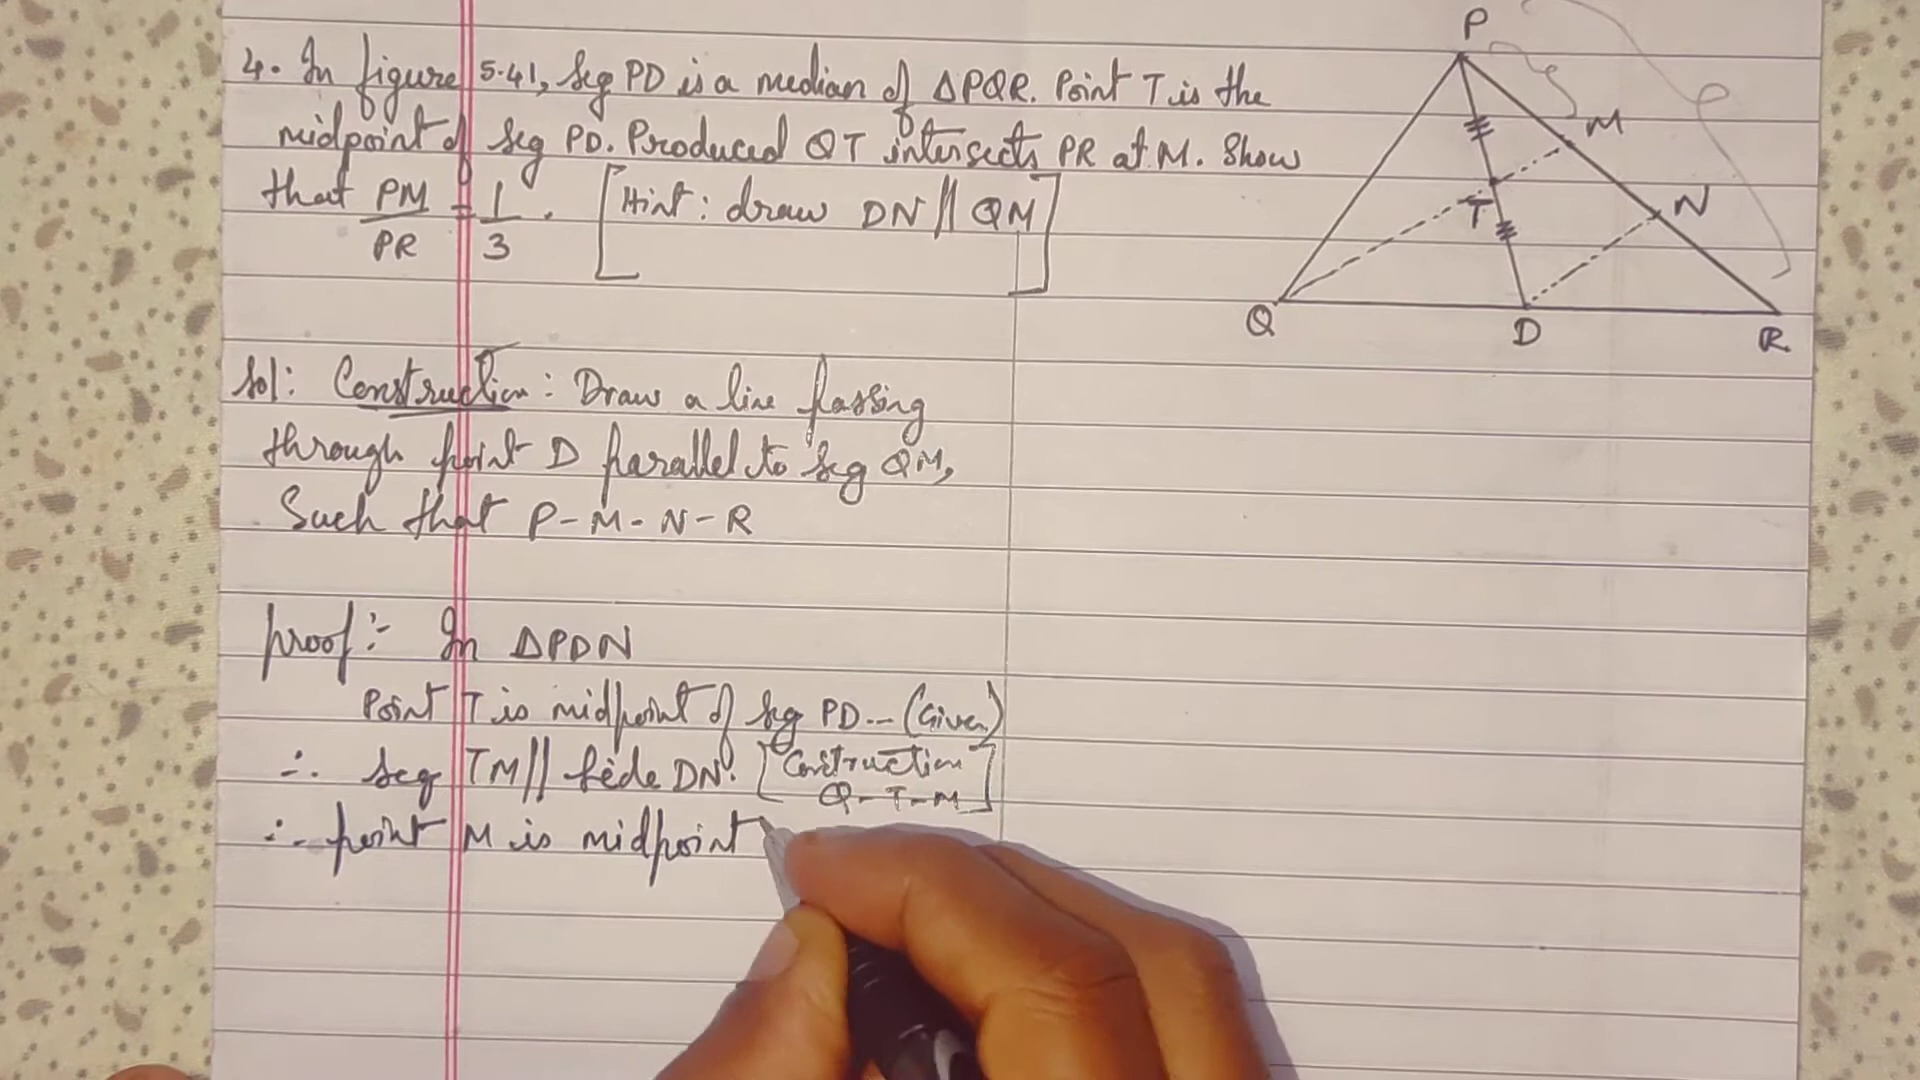 4. In figure 5.41, Seg PD is a median of ΔPQR. Point T is the
midpoint of seg PD. Produced QT intersects PR at M. Show
that PM/PR = 1/3. [Hint: draw DN || QM]
P
M
N
T
Q
D
R
Sol: Construction: Draw a line passing
through point D parallel to seg QM,
Such that P-M-N-R
proof:- In ΔPDN
Point T is midpoint of seg PD -- (Given)
∴ seg TM || side DN. [Construction
Q-T-M]
∴ point M is midpoint